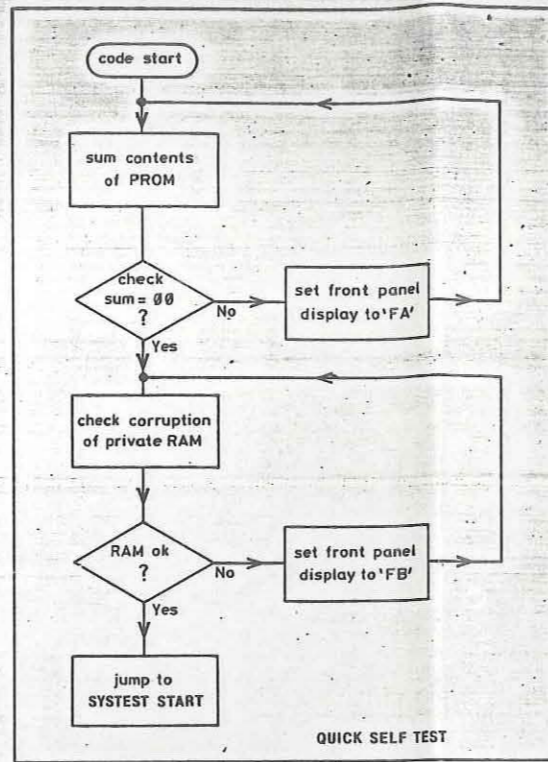 code start
sum contents
of PROM
check
sum = ØØ
?
No
set front panel
display to 'FA'
Yes
check corruption
of private RAM
RAM ok
?
No
set front panel
display to 'FB'
Yes
jump to
SYSTEST START
QUICK SELF TEST